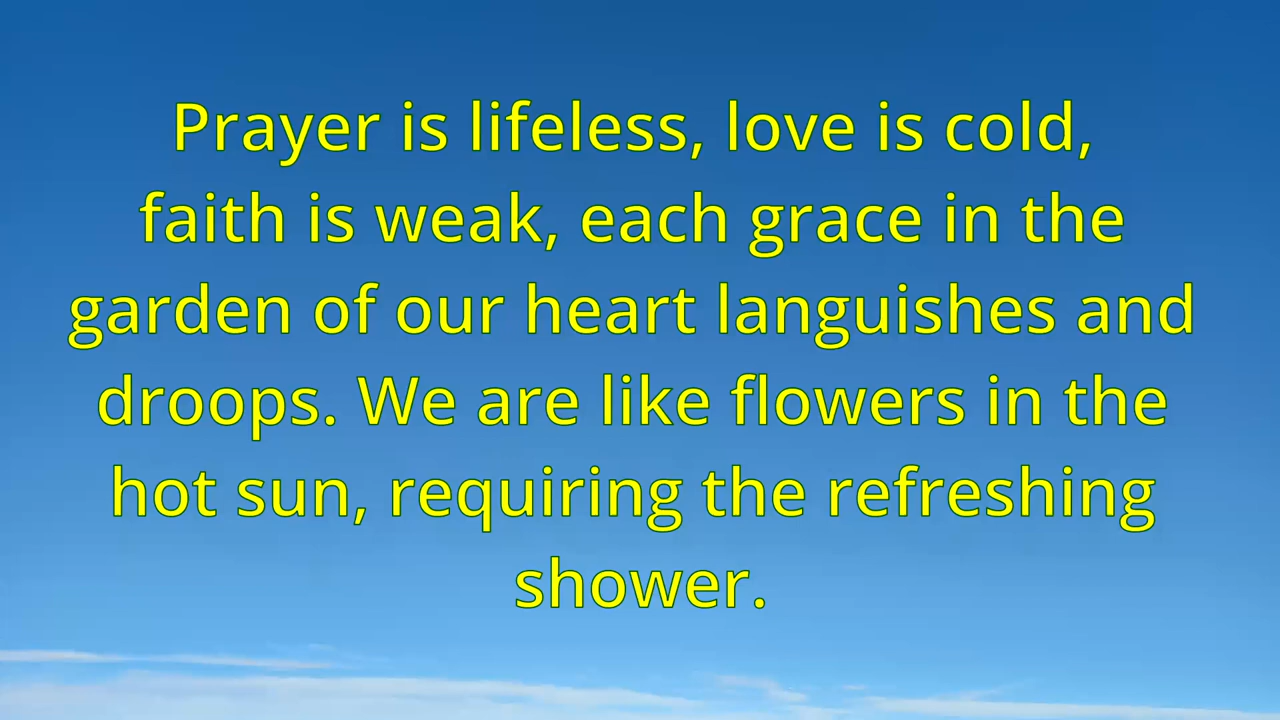 Prayer is lifeless, love is cold,
faith is weak, each grace in the
garden of our heart languishes and
droops. We are like flowers in the
hot sun, requiring the refreshing
shower.